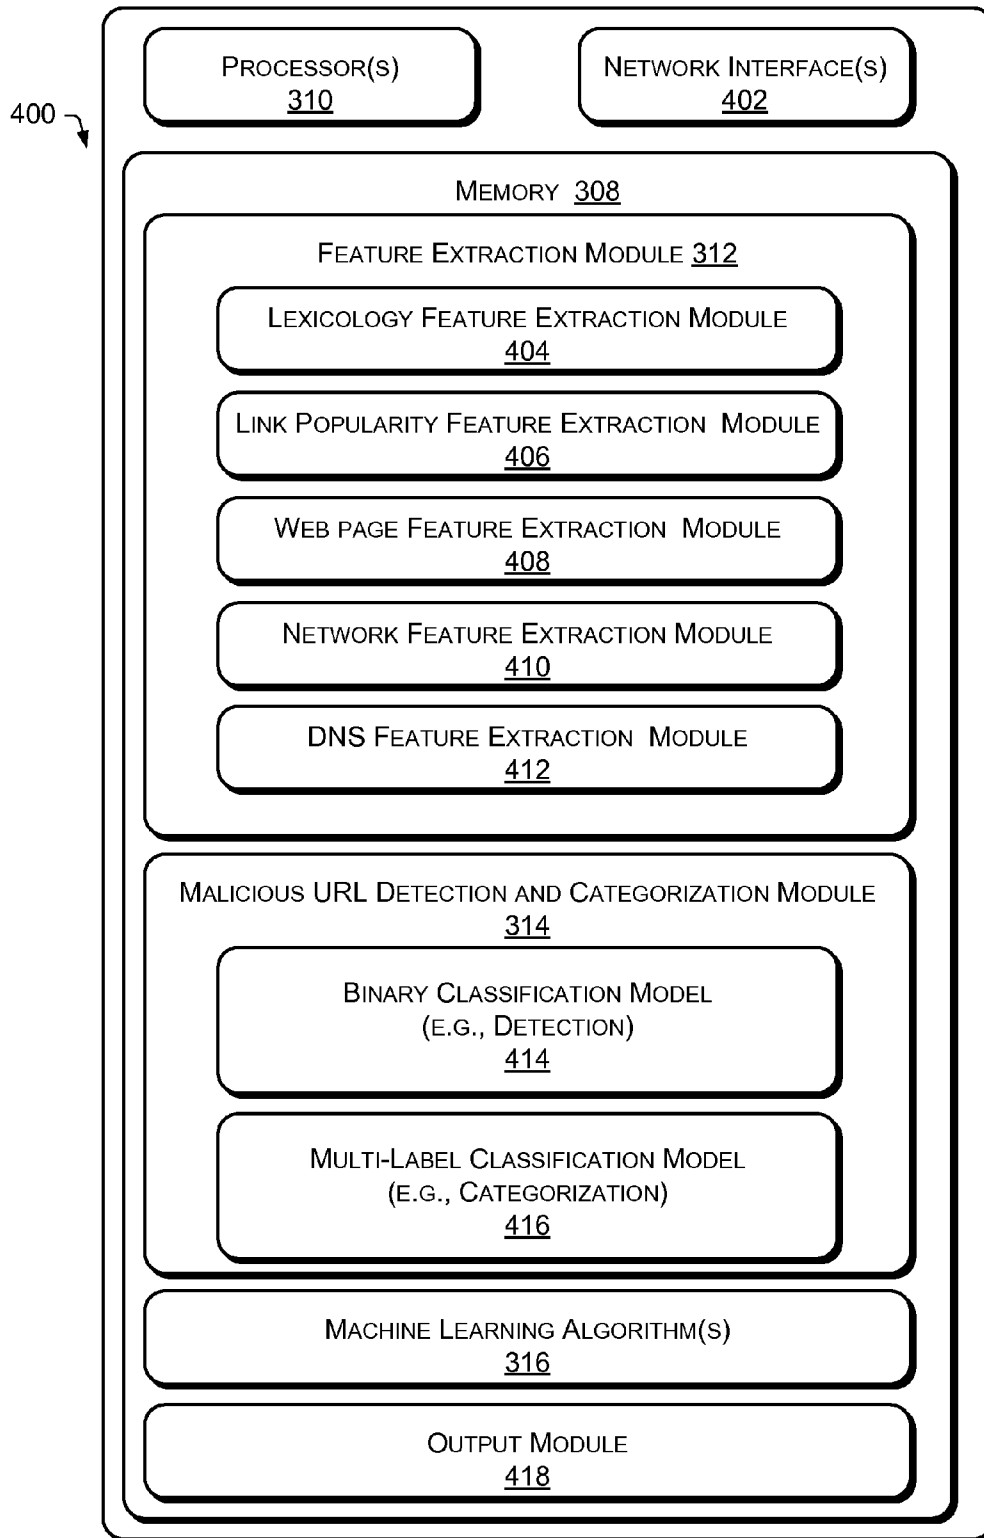 PROCESSOR(S)
310
NETWORK INTERFACE(S)
402
400
MEMORY 308
FEATURE EXTRACTION MODULE 312
LEXICOLOGY FEATURE EXTRACTION MODULE
404
LINK POPULARITY FEATURE EXTRACTION MODULE
406
WEB PAGE FEATURE EXTRACTION MODULE
408
NETWORK FEATURE EXTRACTION MODULE
410
DNS FEATURE EXTRACTION MODULE
412
MALICIOUS URL DETECTION AND CATEGORIZATION MODULE
314
BINARY CLASSIFICATION MODEL
(E.G., DETECTION)
414
MULTI-LABEL CLASSIFICATION MODEL
(E.G., CATEGORIZATION)
416
MACHINE LEARNING ALGORITHM(S)
316
OUTPUT MODULE
418